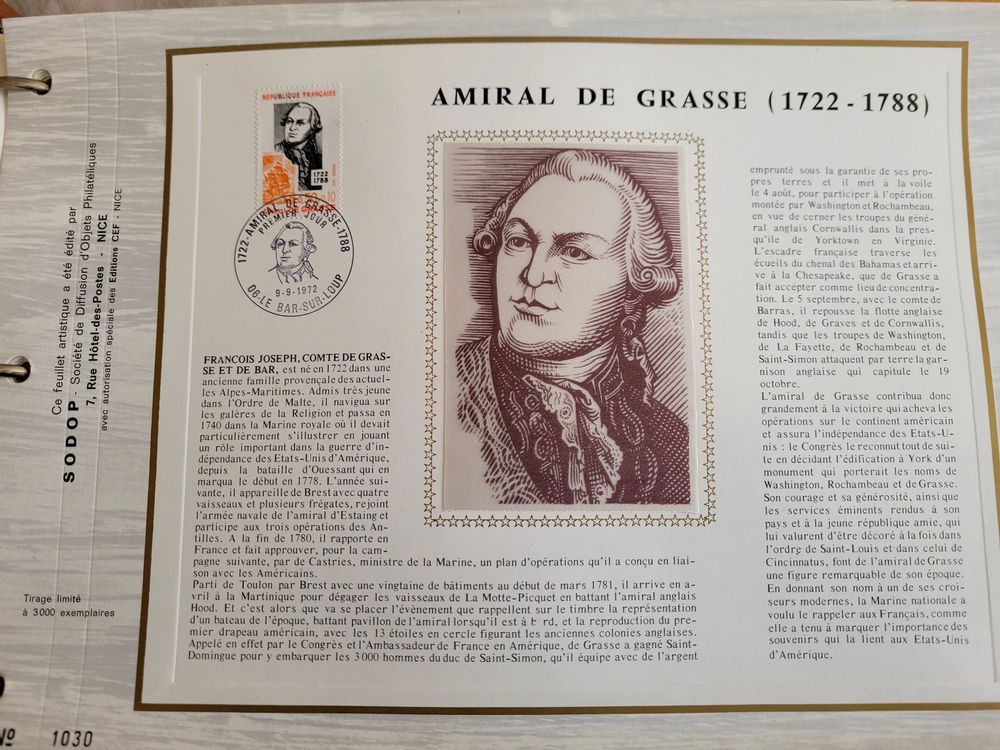 AMIRAL DE GRASSE (1722 - 1788)
REPUBLIQUE FRANÇAISE
1722
1788
1722-AMIRAL DE GRASSE-1788
PREMIER JOUR
9-9-1972
06-LE BAR-SUR-LOUP
FRANCOIS JOSEPH, COMTE DE GRAS-
SE ET DE BAR, est né en 1722 dans une
ancienne famille provençale des actuel-
les Alpes-Maritimes. Admis très jeune
dans l'Ordre de Malte, il navigua sur
les galères de la Religion et passa en
1740 dans la Marine royale où il devait
particulièrement s'illustrer en jouant
un rôle important dans la guerre d'in-
dépendance des Etats-Unis d'Amérique,
depuis la bataille d'Ouessant qui en
marqua le début en 1778. L'année sui-
vante, il appareille de Brest avec quatre
vaisseaux et plusieurs frégates, rejoint
l'armée navale de l'amiral d'Estaing et
participe aux trois opérations des An-
tilles. A la fin de 1780, il rapporte en
France et fait approuver, pour la cam-
pagne suivante, par de Castries, ministre de la Marine, un plan d'opérations qu'il a conçu en liai-
son avec les Américains.
Parti de Toulon par Brest avec une vingtaine de bâtiments au début de mars 1781, il arrive en a-
vril à la Martinique pour dégager les vaisseaux de La Motte-Picquet en battant l'amiral anglais
Hood. Et c'est alors que va se placer l'évènement que rappellent sur le timbre la représentation
d'un bateau de l'époque, battant pavillon de l'amiral lorsqu'il est à b rd, et la reproduction du pre-
mier drapeau américain, avec les 13 étoiles en cercle figurant les anciennes colonies anglaises.
Appelé en effet par le Congrès et l'Ambassadeur de France en Amérique, de Grasse a gagné Saint-
Domingue pour y embarquer les 3000 hommes du duc de Saint-Simon, qu'il équipe avec de l'argent
emprunté sous la garantie de ses pro-
pres terres et il met à la voile
le 4 août, pour participer à l'opération
montée par Washington et Rochambeau,
en vue de cerner les troupes du géné-
ral anglais Cornwallis dans la pres-
qu'ile de Yorktown en Virginie.
L'escadre française traverse les
écueils du chenal des Bahamas et arri-
ve à la Chesapeake, que de Grasse a
fait accepter comme lieu de concentra-
tion. Le 5 septembre, avec le comte de
Barras, il repousse la flotte anglaise
de Hood, de Graves et de Cornwallis,
tandis que les troupes de Washington,
de La Fayette, de Rochambeau et de
Saint-Simon attaquent par terre la gar-
nison anglaise qui capitule le 19
octobre.
L'amiral de Grasse contribua donc
grandement à la victoire qui acheva les
opérations sur le continent américain
et assura l'indépendance des Etats-U-
nis : le Congrès le reconnut tout de sui-
te en décidant l'édification à York d'un
monument qui porterait les noms de
Washington, Rochambeau et de Grasse.
Son courage et sa générosité, ainsi que
les services éminents rendus à son
pays et à la jeune république amie, qui
lui valurent d'être décoré à la fois dans
l'ordre de Saint-Louis et dans celui de
Cincinnatus, font de l'amiral de Grasse
une figure remarquable de son époque.
En donnant son nom à un de ses croi-
seurs modernes, la Marine nationale a
voulu le rappeler aux Français, comme
elle a tenu à marquer l'importance des
souvenirs qui la lient aux Etats-Unis
d'Amérique.
Ce feuillet artistique a été édité par
SODOP - Société de Diffusion d'Objets Philatéliques
7, Rue Hôtel-des-Postes - NICE
avec autorisation spéciale des Editions CEF - NICE
Tirage limité
à 3000 exemplaires
Nº 1030